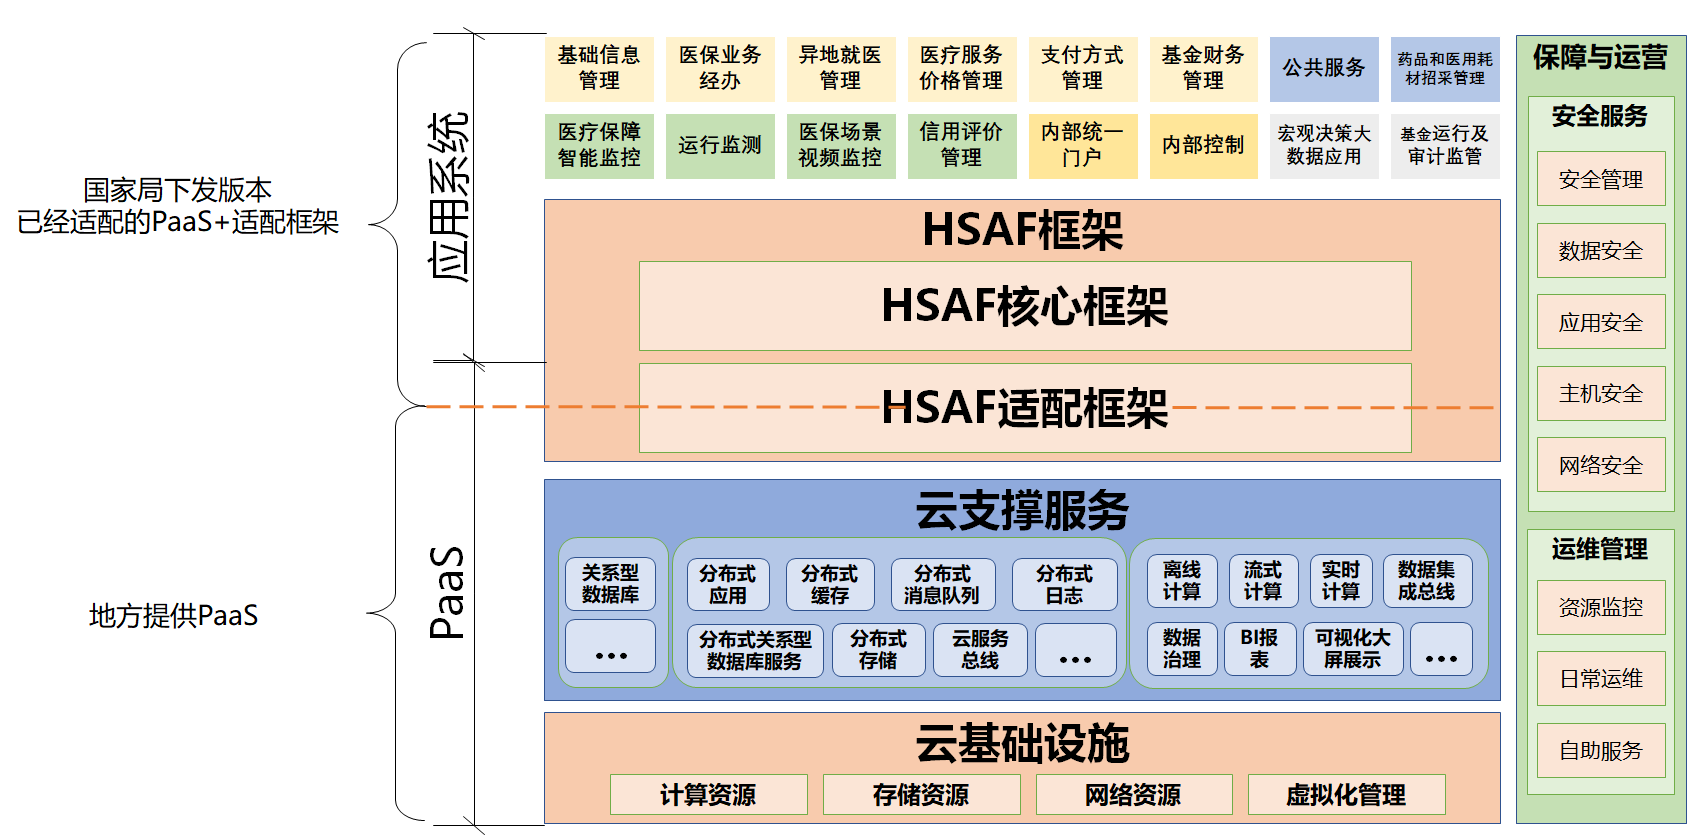 国家局下发版本
已经适配的PaaS+适配框架
地方提供PaaS
应用系统
PaaS
基础信息
管理
医保业务
经办
异地就医
管理
医疗服务
价格管理
支付方式
管理
基金财务
管理
公共服务
药品和医用耗
材招采管理
医疗保障
智能监控
运行监测
医保场景
视频监控
信用评价
管理
内部统一
门户
内部控制
宏观决策大
数据应用
基金运行及
审计监管
HSAF框架
HSAF核心框架
HSAF适配框架
云支撑服务
关系型
数据库
...
分布式
应用
分布式
缓存
分布式
消息队列
分布式
日志
分布式关系型
数据库服务
分布式
存储
云服务
总线
...
离线
计算
流式
计算
实时
计算
数据集
成总线
数据
治理
BI报
表
可视化大
屏展示
...
云基础设施
计算资源
存储资源
网络资源
虚拟化管理
保障与运营
安全服务
安全管理
数据安全
应用安全
主机安全
网络安全
运维管理
资源监控
日常运维
自助服务